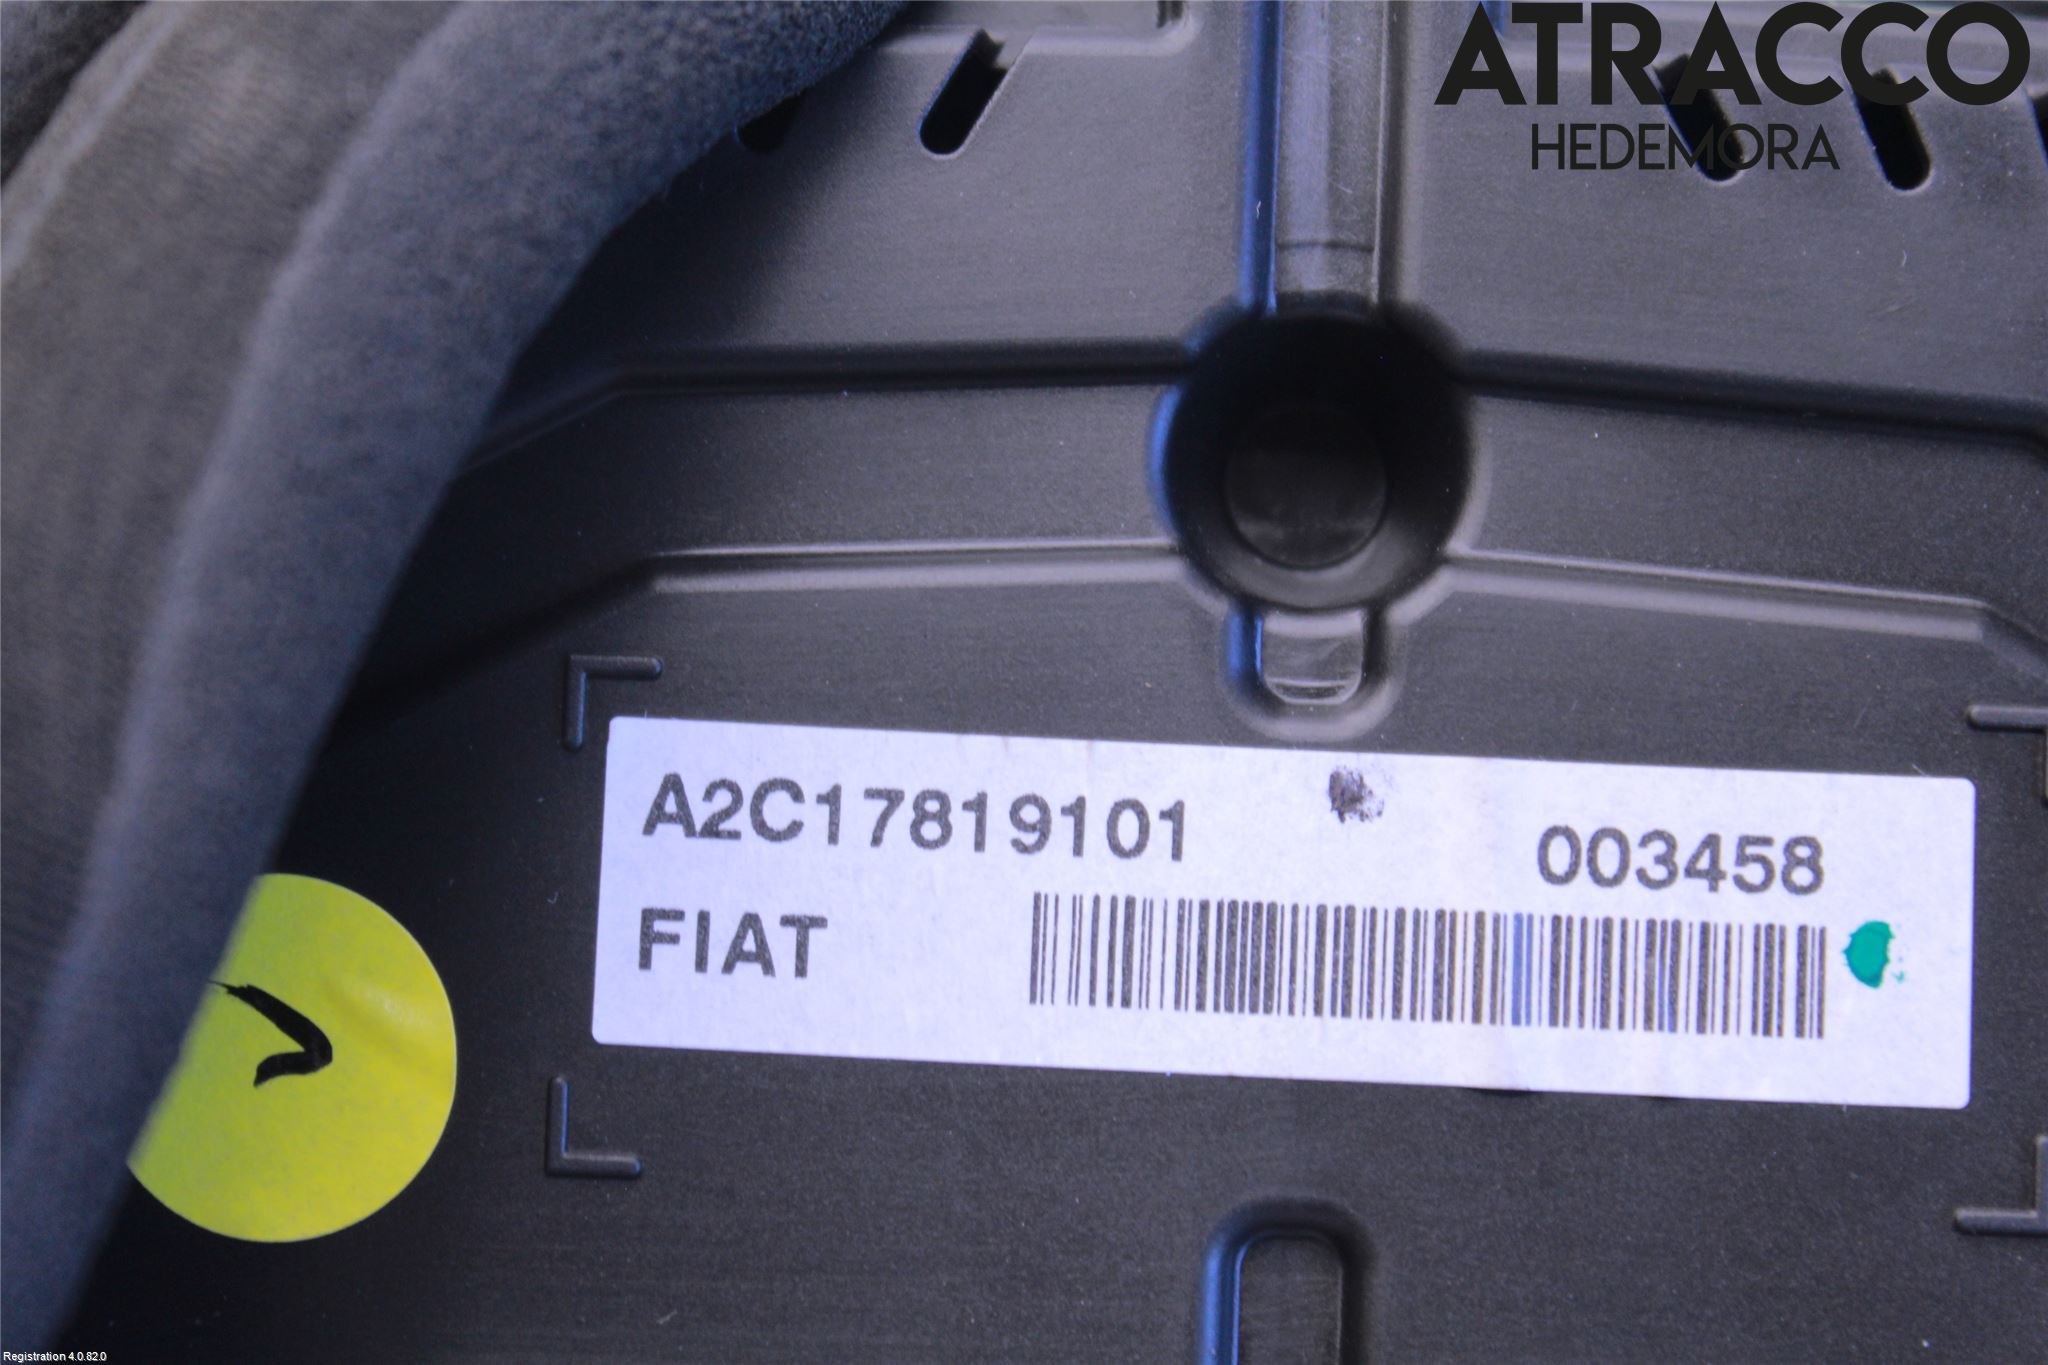 ATRACCO
HEDEMORA
A2C17819101
003458
FIAT
Registration 4.0.82.0